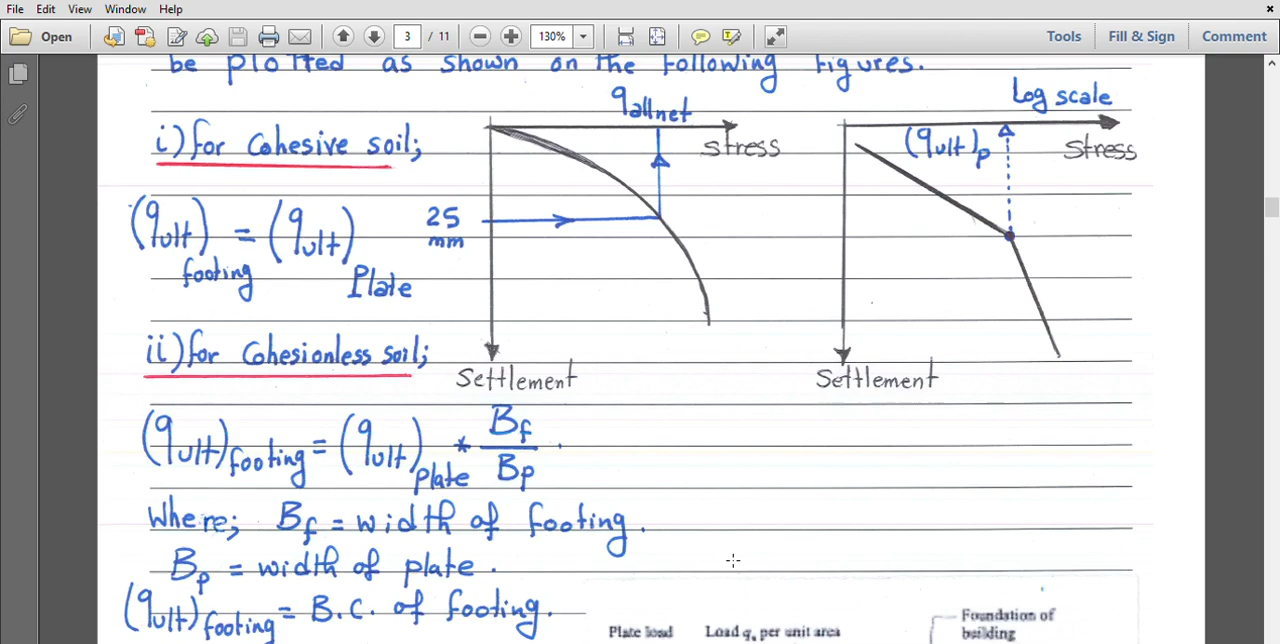 File Edit View Window Help
Open 3 / 11 130% Tools Fill & Sign Comment
be plotted as shown on the following figures.
i) for Cohesive soil;
qall net
stress
25
mm
Settlement
Log scale
(qult)p
stress
Settlement
(qult)footing = (qult)Plate
ii) for Cohesionless soil;
(qult)footing = (qult)plate * Bf/Bp .
Where; Bf = width of footing.
Bp = width of plate.
(qult)footing = B.C. of footing.
Plate load Load q, per unit area
Foundation of
building